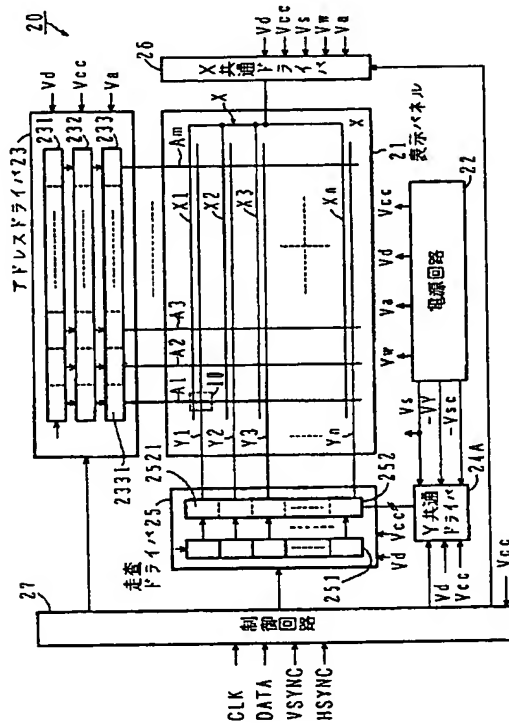 20
アドレスドライバ23
231
232
233
Vd
Vcc
Va
2331
A1
A2
A3
Am
26
X共通ドライバ
Vd
Vcc
Vs
Vw
Va
10
X1
X2
X3
Xn
X
X
Y1
Y2
Y3
Yn
21
表示パネル
走査ドライバ25
2521
252
251
Vd
Vcc
22
電源回路
Vw
Va
Vd
Vcc
Vs
-VY
-Vsc
Y共通ドライバ
24A
Vd
Vcc
27
制御回路
CLK
DATA
VSYNC
HSYNC
Vcc